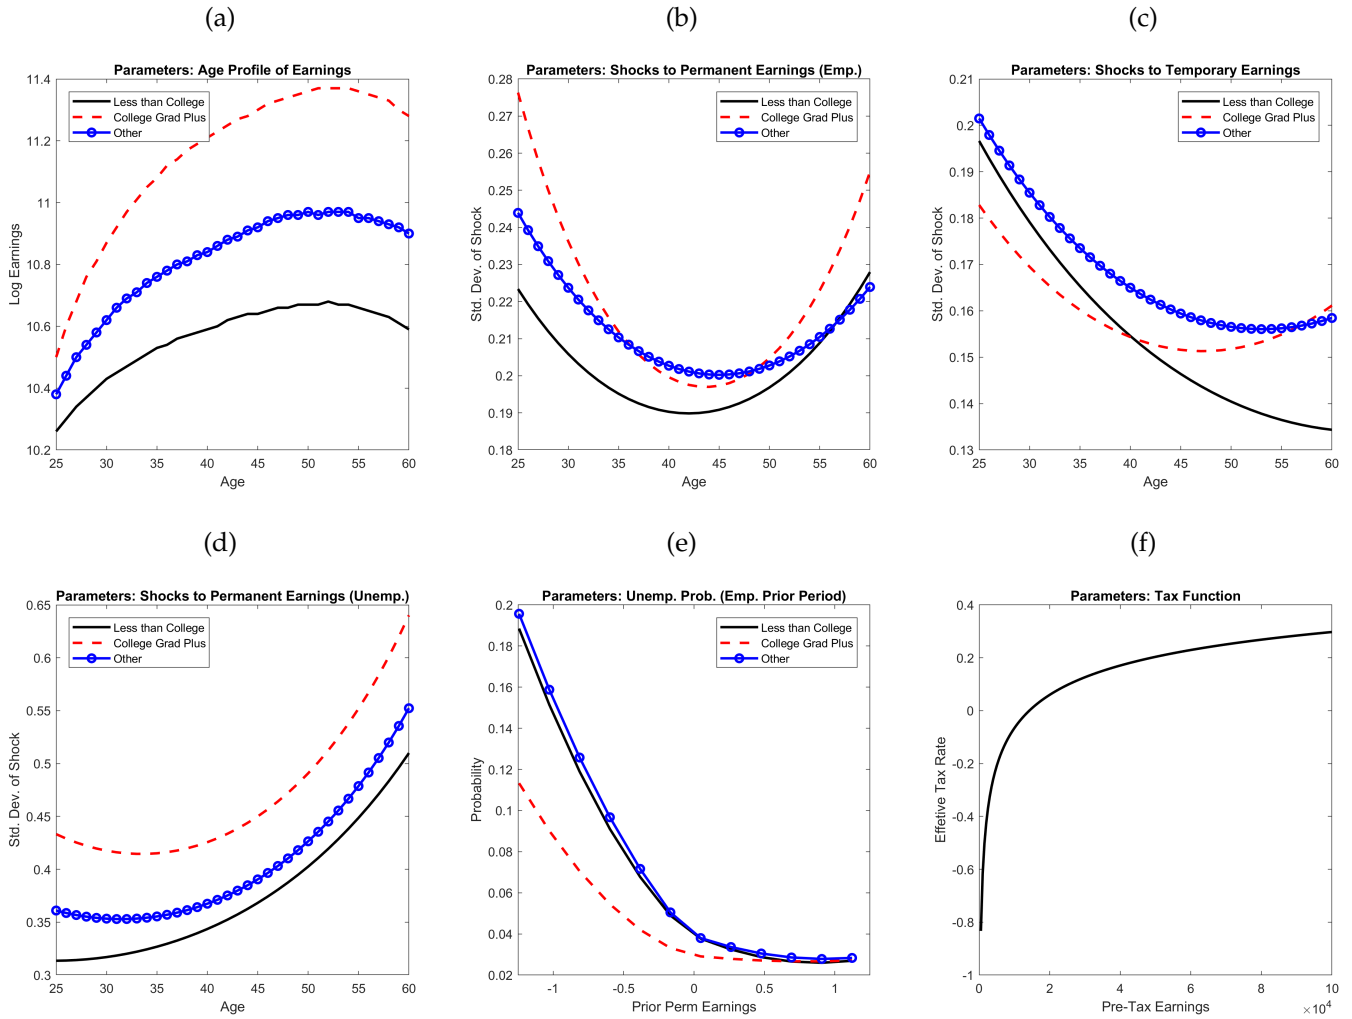 (a)
(b)
(c)
Parameters: Age Profile of Earnings
11.4
11.2
11
10.8
10.6
10.4
10.2
Log Earnings
Less than College
College Grad Plus
Other
25 30 35 40 45 50 55 60
Age
Parameters: Shocks to Permanent Earnings (Emp.)
0.28
0.27
0.26
0.25
0.24
0.23
0.22
0.21
0.2
0.19
0.18
Std. Dev. of Shock
Less than College
College Grad Plus
Other
25 30 35 40 45 50 55 60
Age
Parameters: Shocks to Temporary Earnings
0.21
0.2
0.19
0.18
0.17
0.16
0.15
0.14
0.13
Std. Dev. of Shock
Less than College
College Grad Plus
Other
25 30 35 40 45 50 55 60
Age
(d)
(e)
(f)
Parameters: Shocks to Permanent Earnings (Unemp.)
0.65
0.6
0.55
0.5
0.45
0.4
0.35
0.3
Std. Dev. of Shock
Less than College
College Grad Plus
Other
25 30 35 40 45 50 55 60
Age
Parameters: Unemp. Prob. (Emp. Prior Period)
0.2
0.18
0.16
0.14
0.12
0.1
0.08
0.06
0.04
0.02
Probability
Less than College
College Grad Plus
Other
-1 -0.5 0 0.5 1
Prior Perm Earnings
Parameters: Tax Function
0.4
0.2
0
-0.2
-0.4
-0.6
-0.8
-1
Effetive Tax Rate
0 2 4 6 8 10
Pre-Tax Earnings
×10⁴